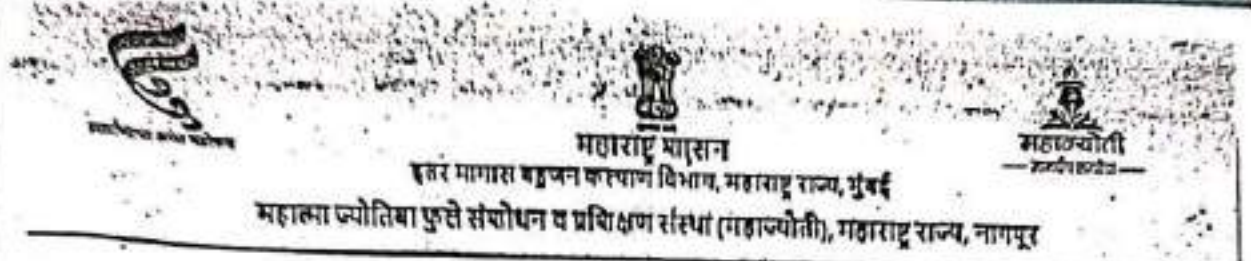 महाराष्ट्र शासन
महाज्योती
इतर मागास बहुजन कल्याण विभाग, महाराष्ट्र राज्य, मुंबई
महात्मा ज्योतिबा फुले संशोधन व प्रशिक्षण संस्था (महाज्योती), महाराष्ट्र राज्य, नागपूर